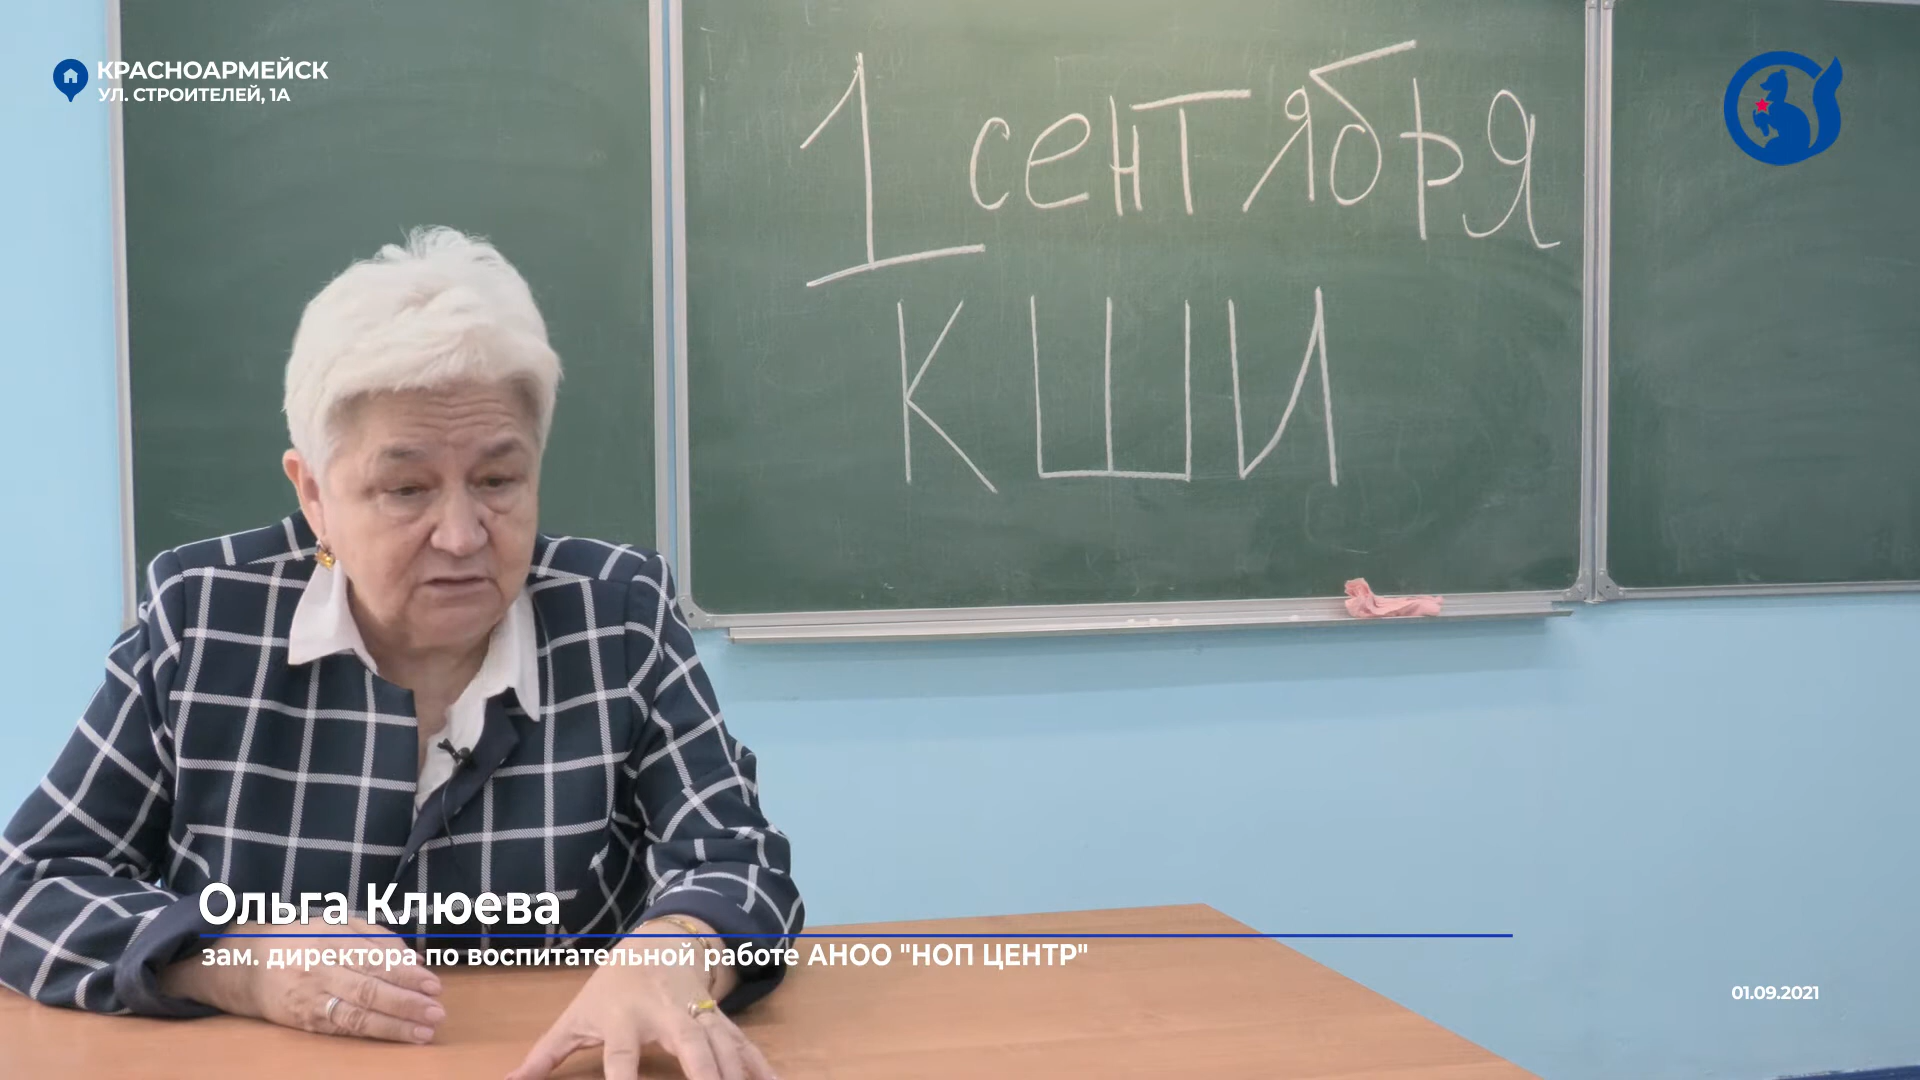 КРАСНОАРМЕЙСК
УЛ. СТРОИТЕЛЕЙ, 1А
1 сентября
КШИ
Ольга Клюева
зам. директора по воспитательной работе АНОО "НОП ЦЕНТР"
01.09.2021